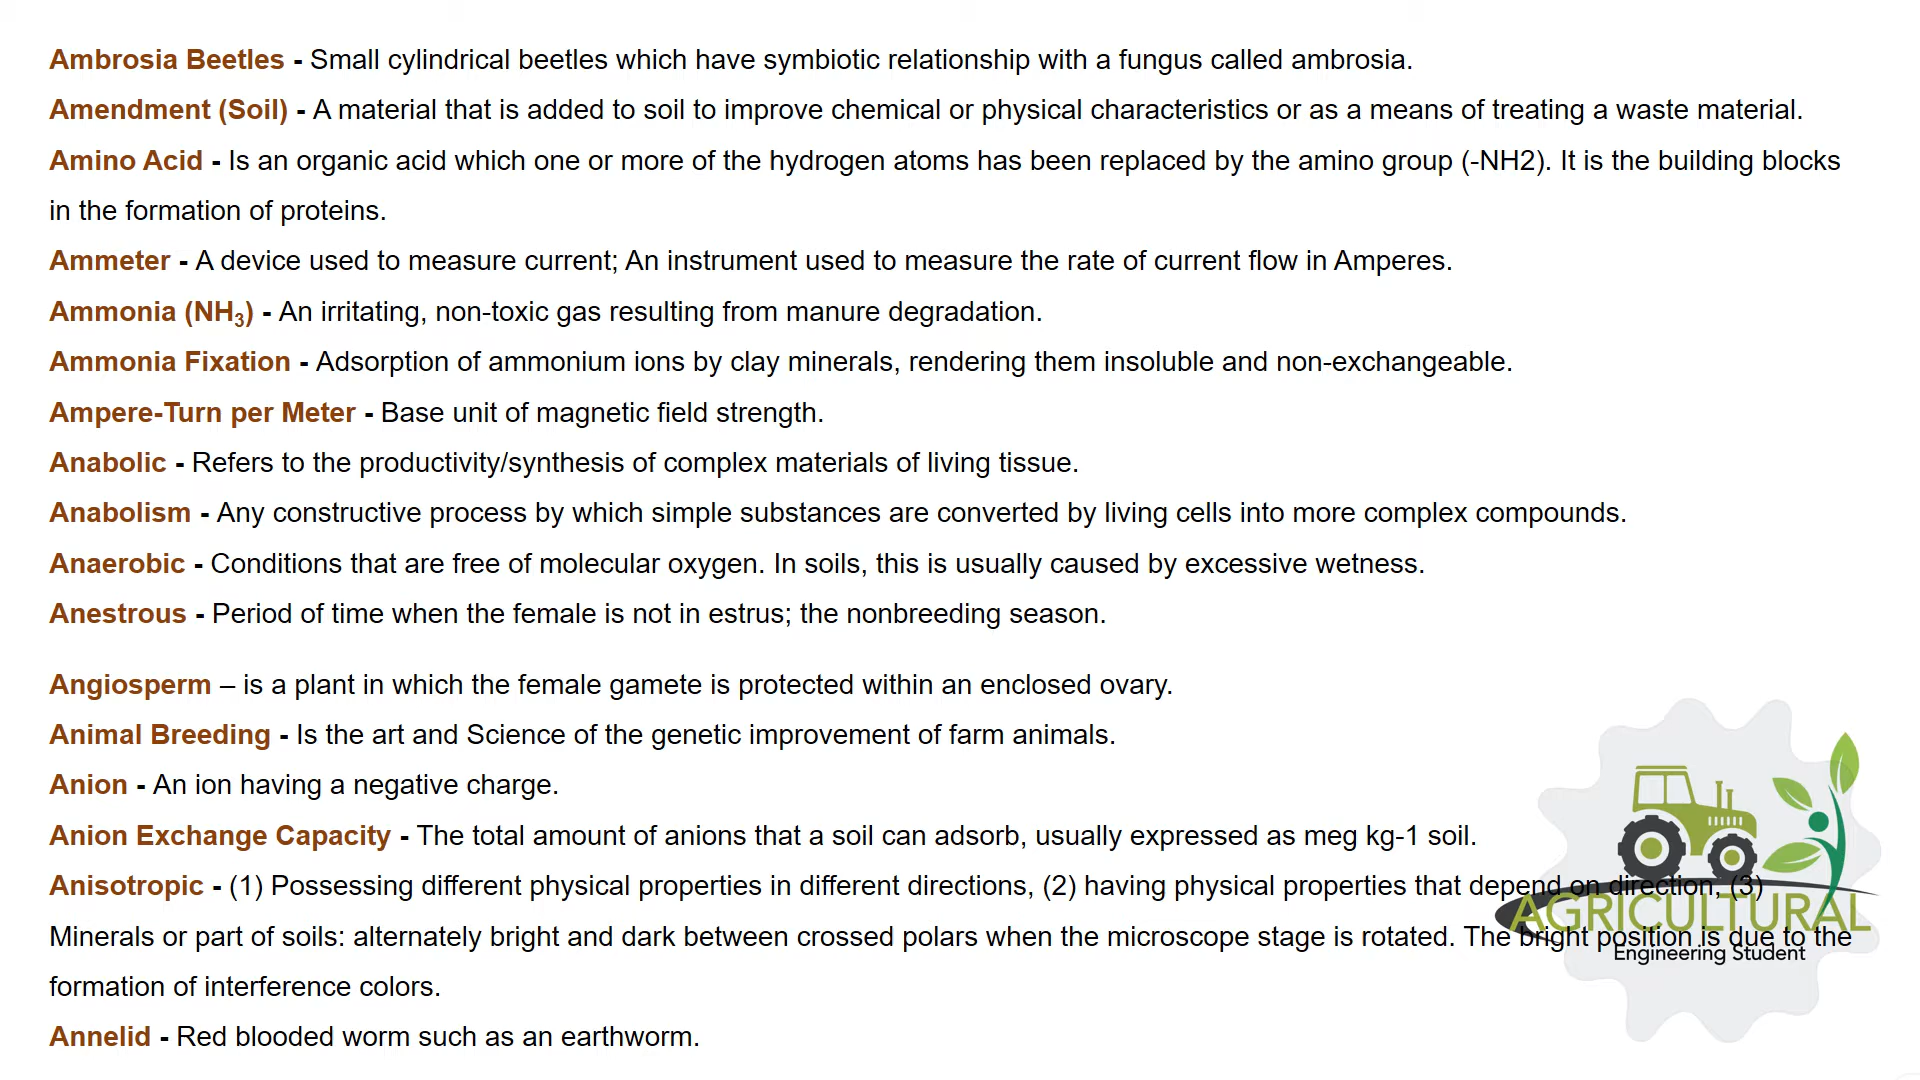 Ambrosia Beetles - Small cylindrical beetles which have symbiotic relationship with a fungus called ambrosia.
Amendment (Soil) - A material that is added to soil to improve chemical or physical characteristics or as a means of treating a waste material.
Amino Acid - Is an organic acid which one or more of the hydrogen atoms has been replaced by the amino group (-NH2). It is the building blocks
in the formation of proteins.
Ammeter - A device used to measure current; An instrument used to measure the rate of current flow in Amperes.
Ammonia (NH₃) - An irritating, non-toxic gas resulting from manure degradation.
Ammonia Fixation - Adsorption of ammonium ions by clay minerals, rendering them insoluble and non-exchangeable.
Ampere-Turn per Meter - Base unit of magnetic field strength.
Anabolic - Refers to the productivity/synthesis of complex materials of living tissue.
Anabolism - Any constructive process by which simple substances are converted by living cells into more complex compounds.
Anaerobic - Conditions that are free of molecular oxygen. In soils, this is usually caused by excessive wetness.
Anestrous - Period of time when the female is not in estrus; the nonbreeding season.
Angiosperm – is a plant in which the female gamete is protected within an enclosed ovary.
Animal Breeding - Is the art and Science of the genetic improvement of farm animals.
Anion - An ion having a negative charge.
Anion Exchange Capacity - The total amount of anions that a soil can adsorb, usually expressed as meg kg-1 soil.
Anisotropic - (1) Possessing different physical properties in different directions, (2) having physical properties that depend on direction, (3)
Minerals or part of soils: alternately bright and dark between crossed polars when the microscope stage is rotated. The bright position is due to the
formation of interference colors.
Annelid - Red blooded worm such as an earthworm.
AGRICULTURAL
Engineering Student